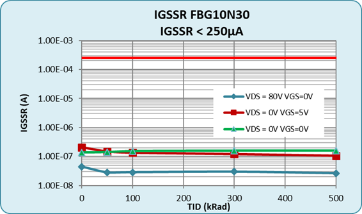 IGSSR FBG10N30
IGSSR < 250µA
1.00E-03
1.00E-04
1.00E-05
1.00E-06
1.00E-07
1.00E-08
IGSSR (A)
VDS = 80V VGS=0V
VDS = 0V VGS=5V
VDS = 0V VGS=0V
0
100
200
300
400
500
TID (kRad)